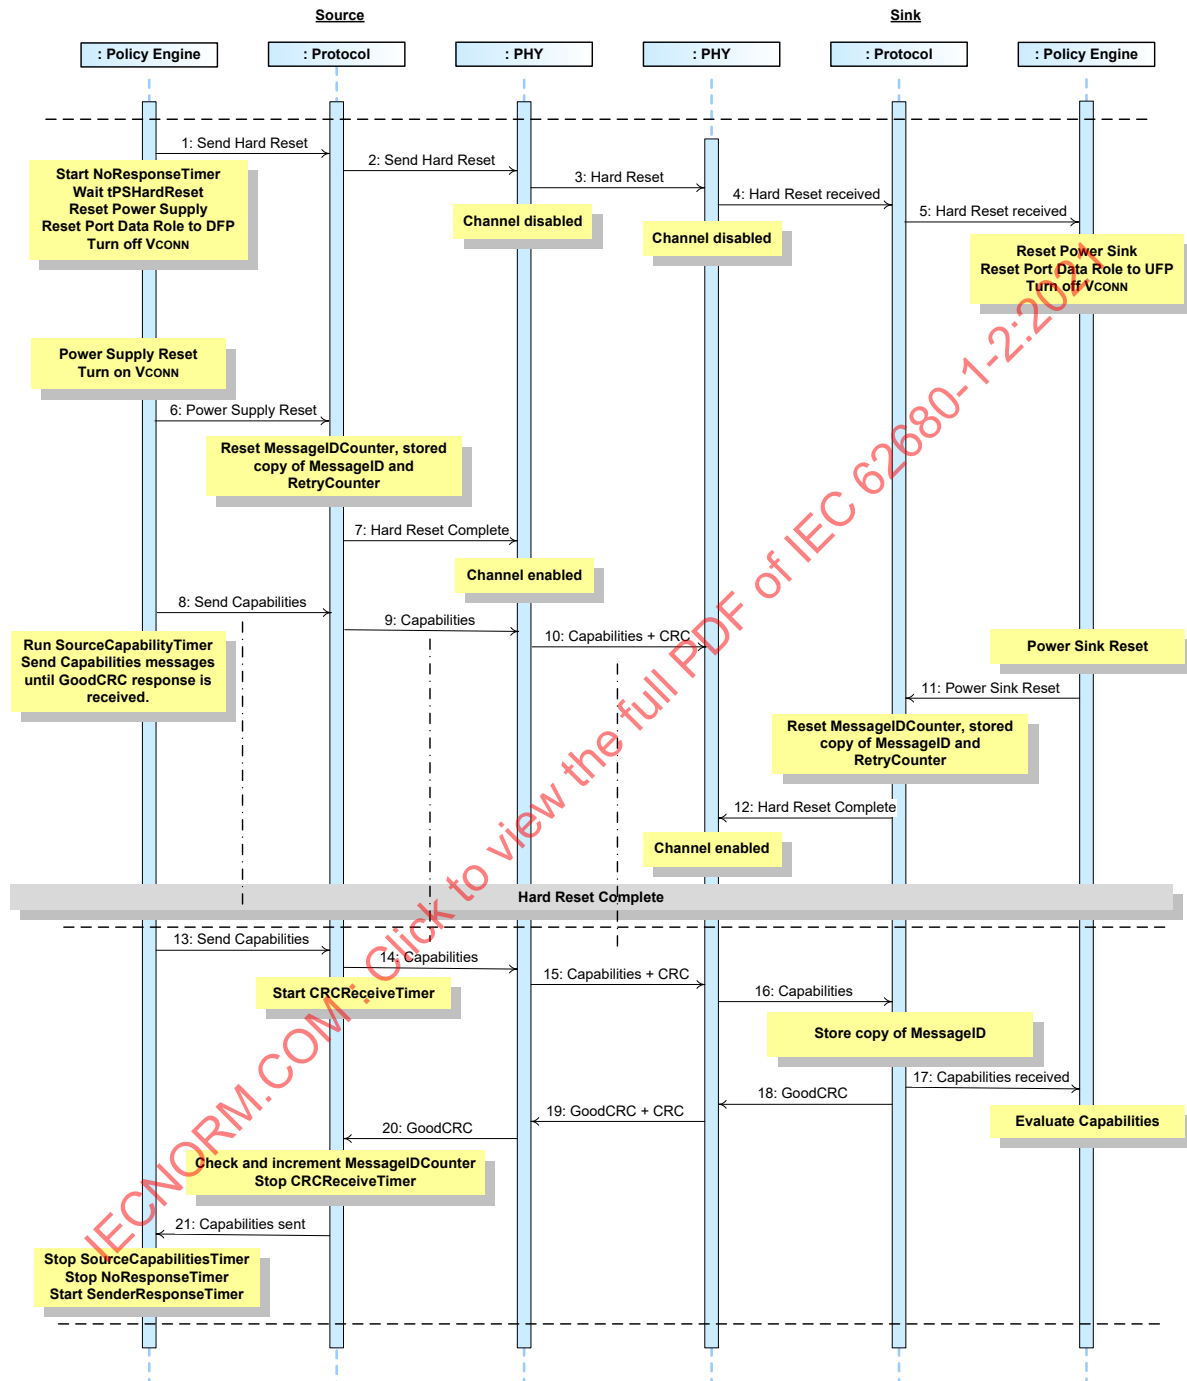 Source
Sink
: Policy Engine
: Protocol
: PHY
: PHY
: Protocol
: Policy Engine
1: Send Hard Reset
2: Send Hard Reset
3: Hard Reset
4: Hard Reset received
5: Hard Reset received
Start NoResponseTimer
Wait tPSHardReset
Reset Power Supply
Reset Port Data Role to DFP
Turn off VCONN
Channel disabled
Channel disabled
Reset Power Sink
Reset Port Data Role to UFP
Turn off VCONN
Power Supply Reset
Turn on VCONN
6: Power Supply Reset
Reset MessageIDCounter, stored
copy of MessageID and
RetryCounter
7: Hard Reset Complete
Channel enabled
8: Send Capabilities
9: Capabilities
10: Capabilities + CRC
Run SourceCapabilityTimer
Send Capabilities messages
until GoodCRC response is
received.
Power Sink Reset
11: Power Sink Reset
Reset MessageIDCounter, stored
copy of MessageID and
RetryCounter
12: Hard Reset Complete
Channel enabled
Hard Reset Complete
13: Send Capabilities
14: Capabilities
15: Capabilities + CRC
Start CRCReceiveTimer
16: Capabilities
Store copy of MessageID
17: Capabilities received
18: GoodCRC
19: GoodCRC + CRC
20: GoodCRC
Evaluate Capabilities
Check and increment MessageIDCounter
Stop CRCReceiveTimer
21: Capabilities sent
Stop SourceCapabilitiesTimer
Stop NoResponseTimer
Start SenderResponseTimer
IECNORM.COM : Click to view the full PDF of IEC 62680-1-2:2021